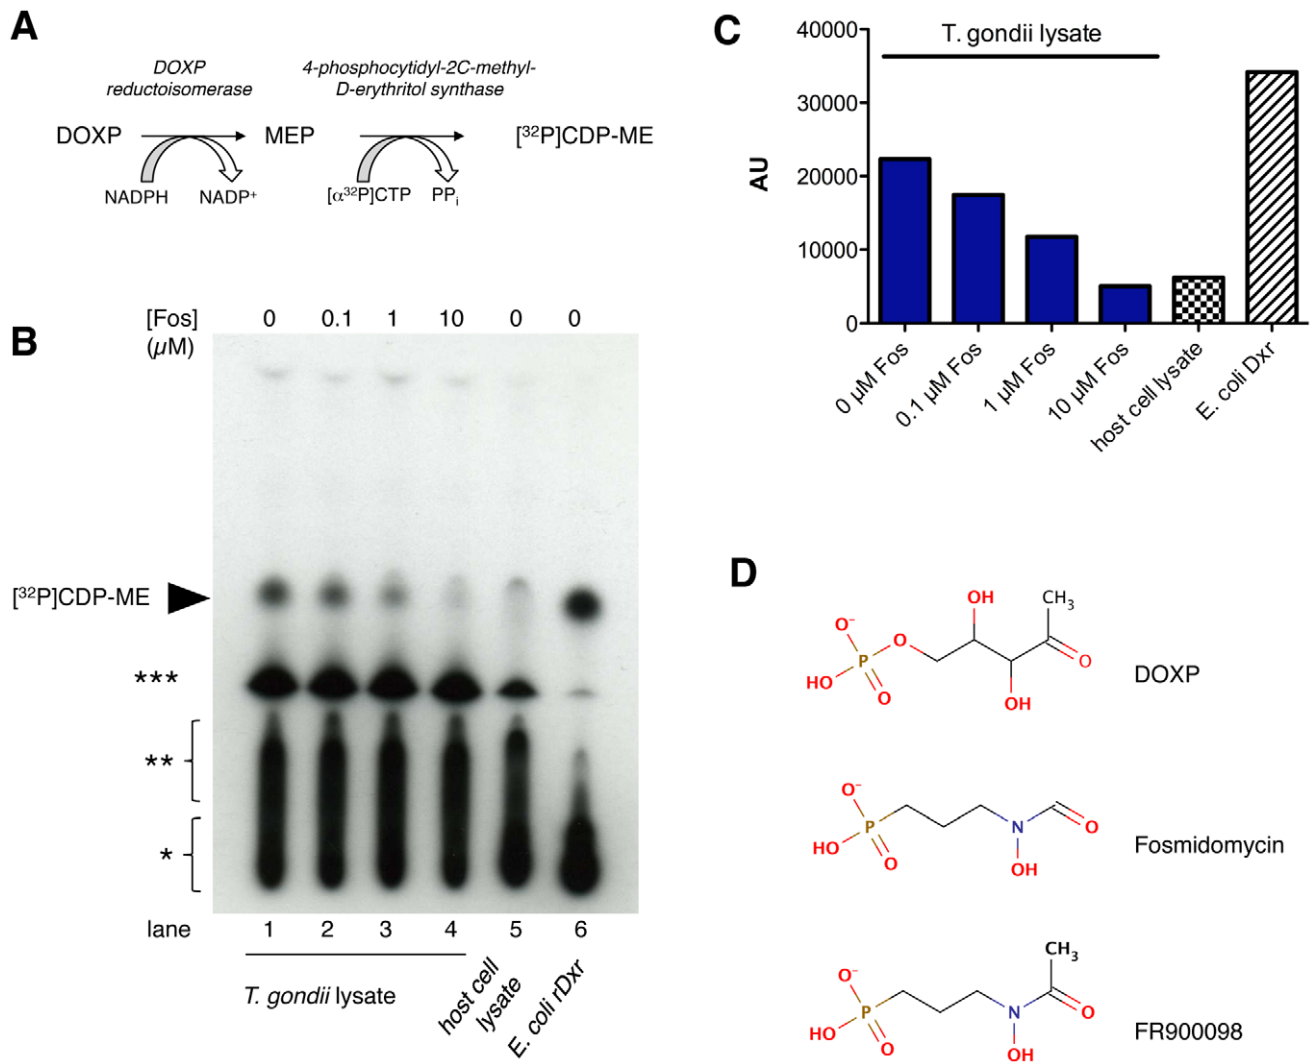 A
DOXP
reductoisomerase
4-phosphocytidyl-2C-methyl-
D-erythritol synthase
DOXP
MEP
[³²P]CDP-ME
NADPH
NADP⁺
[α³²P]CTP
PPᵢ
B
[Fos]
(µM)
0
0.1
1
10
0
0
[³²P]CDP-ME
***
**
*
lane
1
2
3
4
5
6
T. gondii lysate
host cell
lysate
E. coli rDxr
C
T. gondii lysate
AU
40000
30000
20000
10000
0
0 µM Fos
0.1 µM Fos
1 µM Fos
10 µM Fos
host cell lysate
E. coli Dxr
D
OH
CH₃
O⁻
O
P
O
HO
O
OH
DOXP
O⁻
P
N
O
HO
O
OH
Fosmidomycin
CH₃
O⁻
P
N
O
HO
O
OH
FR900098